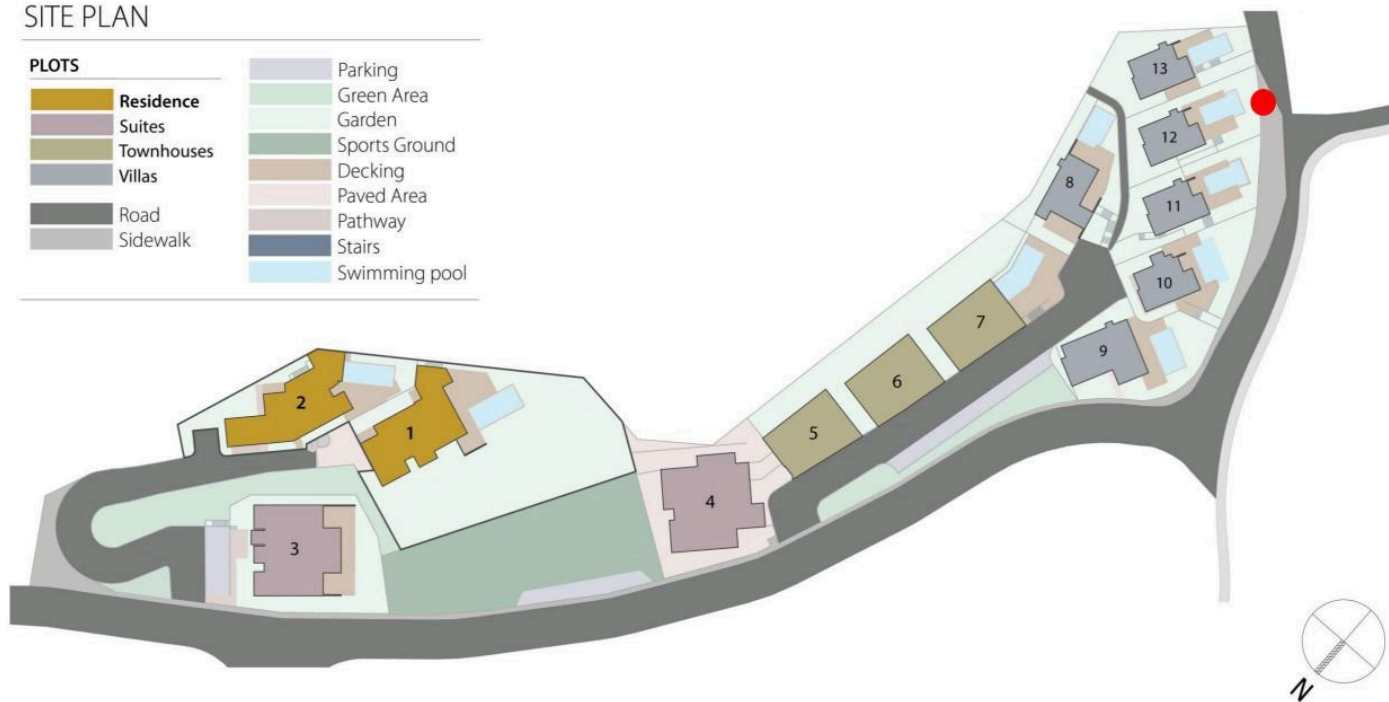 SITE PLAN
PLOTS
Residence
Suites
Townhouses
Villas
Road
Sidewalk
Parking
Green Area
Garden
Sports Ground
Decking
Paved Area
Pathway
Stairs
Swimming pool
13
12
8
11
10
7
9
6
2
1
5
4
3
N